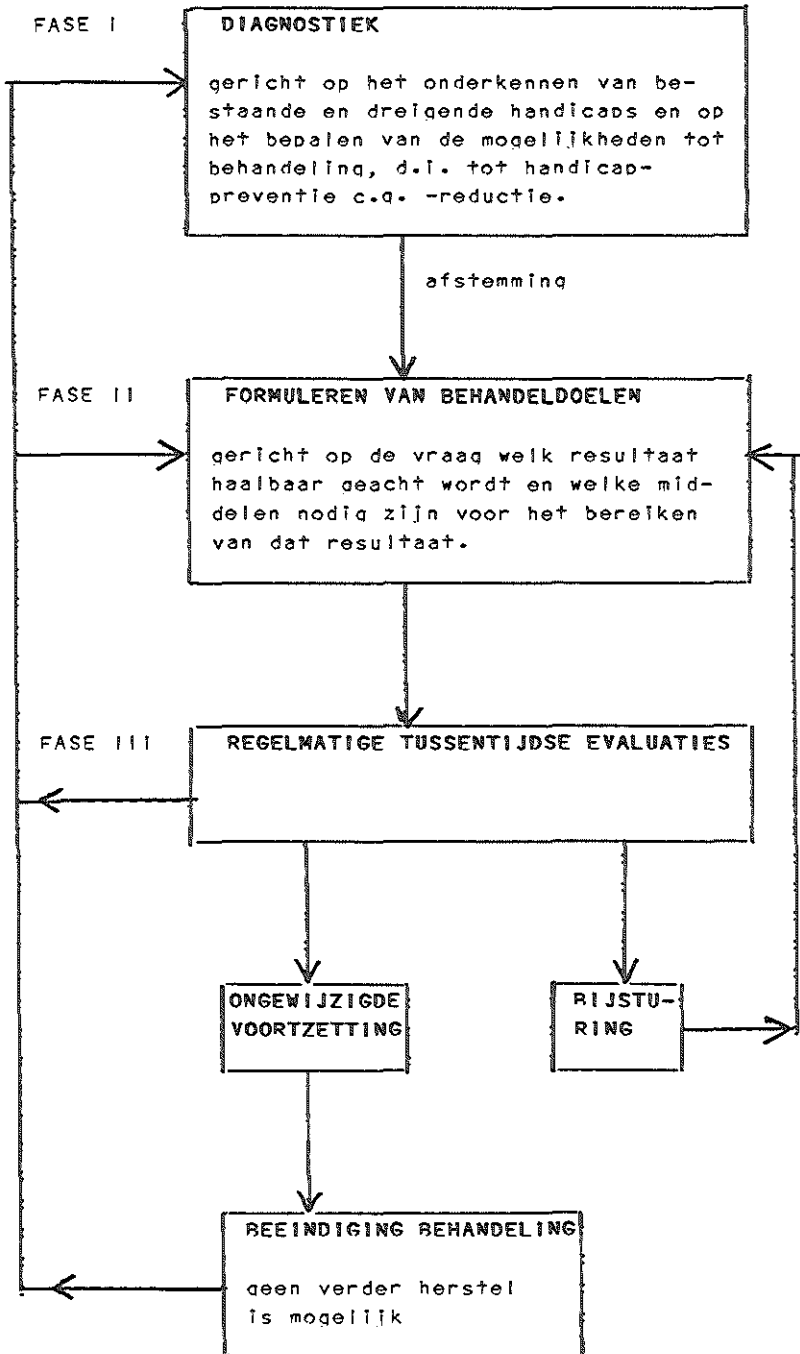 FASE I
DIAGNOSTIEK
gericht op het onderkennen van be-
staande en dreigende handicaps en op
het bepalen van de mogelijkheden tot
behandeling, d.i. tot handicap-
preventie c.q. -reductie.
afstemming
FASE II
FORMULEREN VAN BEHANDELDOELEN
gericht op de vraag welk resultaat
haalbaar geacht wordt en welke mid-
delen nodig zijn voor het bereiken
van dat resultaat.
FASE III
REGELMATIGE TUSSENTIJDSE EVALUATIES
ONGEWIJZIGDE
VOORTZETTING
BIJSTU-
RING
BEEINDIGING BEHANDELING
geen verder herstel
is mogelijk